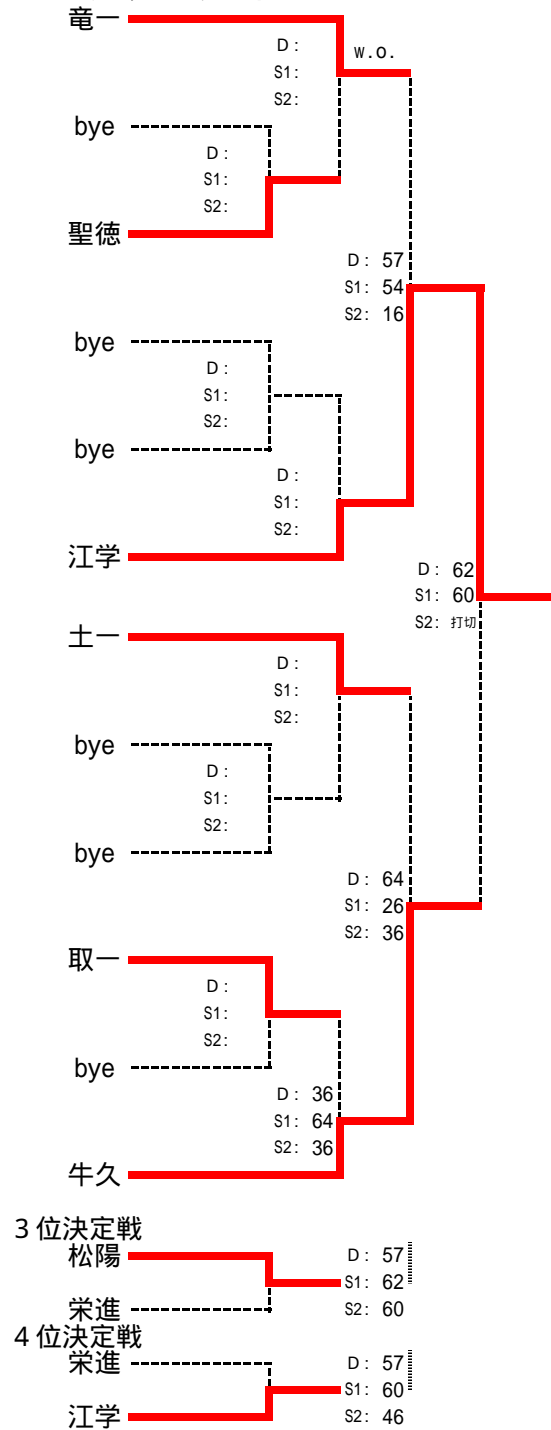 竜一
D:
w.o.
S1:
S2:
bye
D:
S1:
S2:
聖徳
D: 57
S1: 54
S2: 16
bye
D:
S1:
S2:
bye
D:
S1:
S2:
江学
D: 62
S1: 60
S2: 打切
土一
D:
S1:
S2:
bye
D:
S1:
S2:
bye
D: 64
S1: 26
S2: 36
取一
D:
S1:
S2:
bye
D: 36
S1: 64
S2: 36
牛久
3位決定戦
松陽
D: 57
S1: 62
S2: 60
栄進
4位決定戦
栄進
D: 57
S1: 60
S2: 46
江学